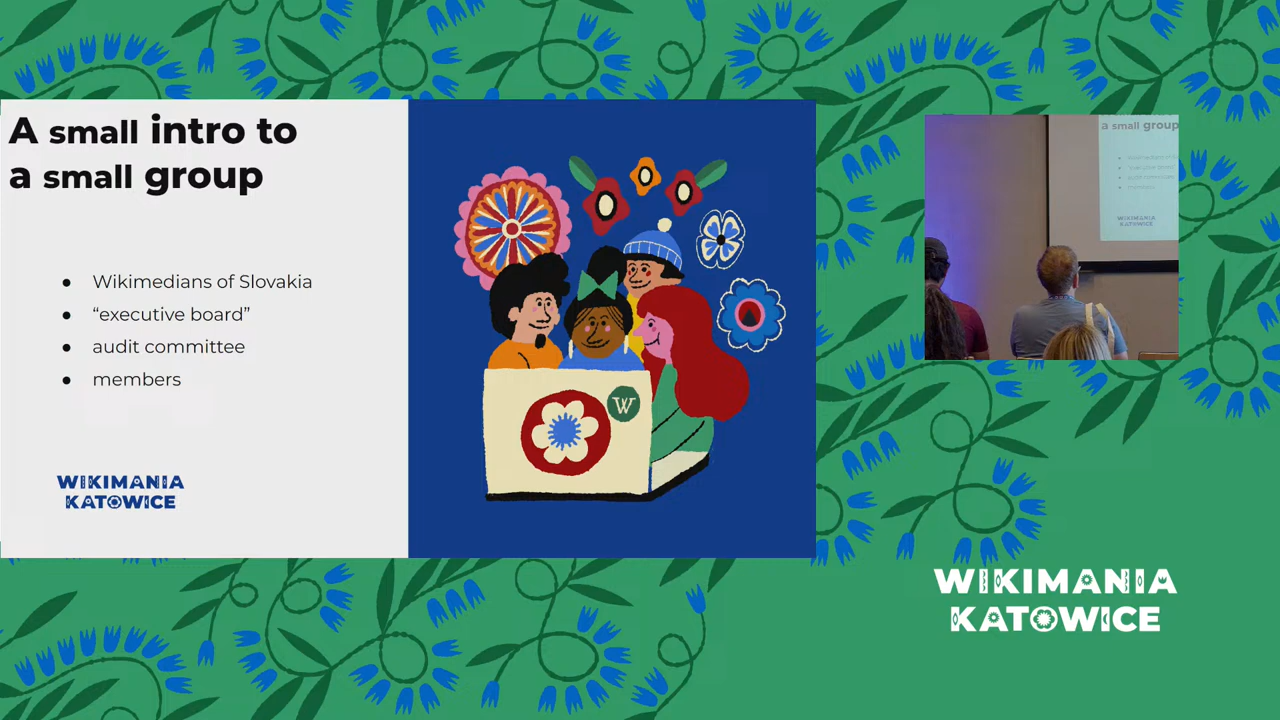 A small intro to
a small group
● Wikimedians of Slovakia
● “executive board”
● audit committee
● members
WIKIMANIA
KATOWICE
W
a small group
WIKIMANIA
KATOWICE
WIKIMANIA
KATOWICE